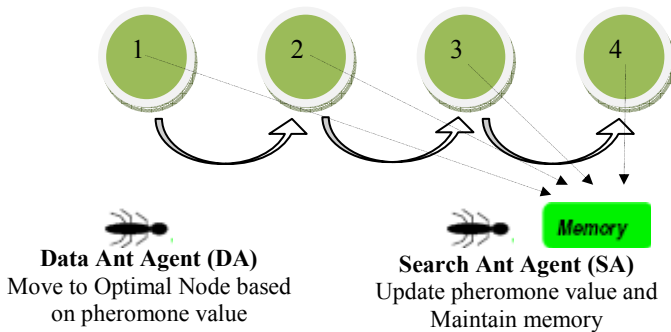 1 2 3 4
Memory
Data Ant Agent (DA)
Move to Optimal Node based
on pheromone value
Search Ant Agent (SA)
Update pheromone value and
Maintain memory